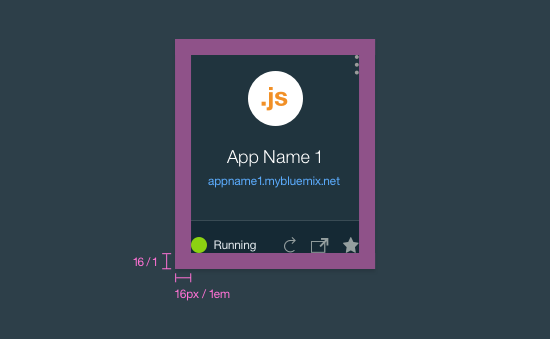 .js
App Name 1
appname1.mybluemix.net
Running
16 / 1
16px / 1em